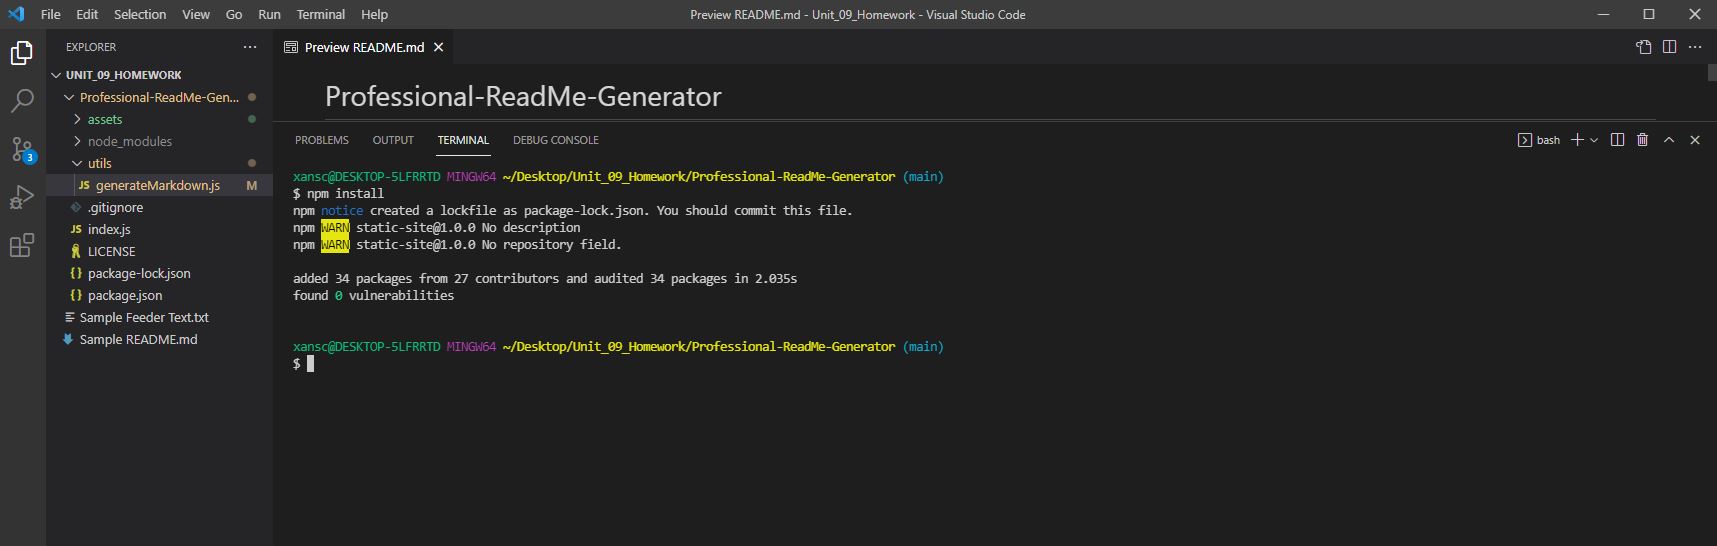 File Edit Selection View Go Run Terminal Help Preview README.md - Unit_09_Homework - Visual Studio Code
EXPLORER
Preview README.md
UNIT_09_HOMEWORK
Professional-ReadMe-Gen...
assets
node_modules
utils
JS generateMarkdown.js M
.gitignore
JS index.js
LICENSE
{} package-lock.json
{} package.json
Sample Feeder Text.txt
Sample README.md
3
Professional-ReadMe-Generator
PROBLEMS OUTPUT TERMINAL DEBUG CONSOLE bash
xansc@DESKTOP-5LFRRTD MINGW64 ~/Desktop/Unit_09_Homework/Professional-ReadMe-Generator (main)
$ npm install
npm notice created a lockfile as package-lock.json. You should commit this file.
npm WARN static-site@1.0.0 No description
npm WARN static-site@1.0.0 No repository field.
added 34 packages from 27 contributors and audited 34 packages in 2.035s
found 0 vulnerabilities
xansc@DESKTOP-5LFRRTD MINGW64 ~/Desktop/Unit_09_Homework/Professional-ReadMe-Generator (main)
$